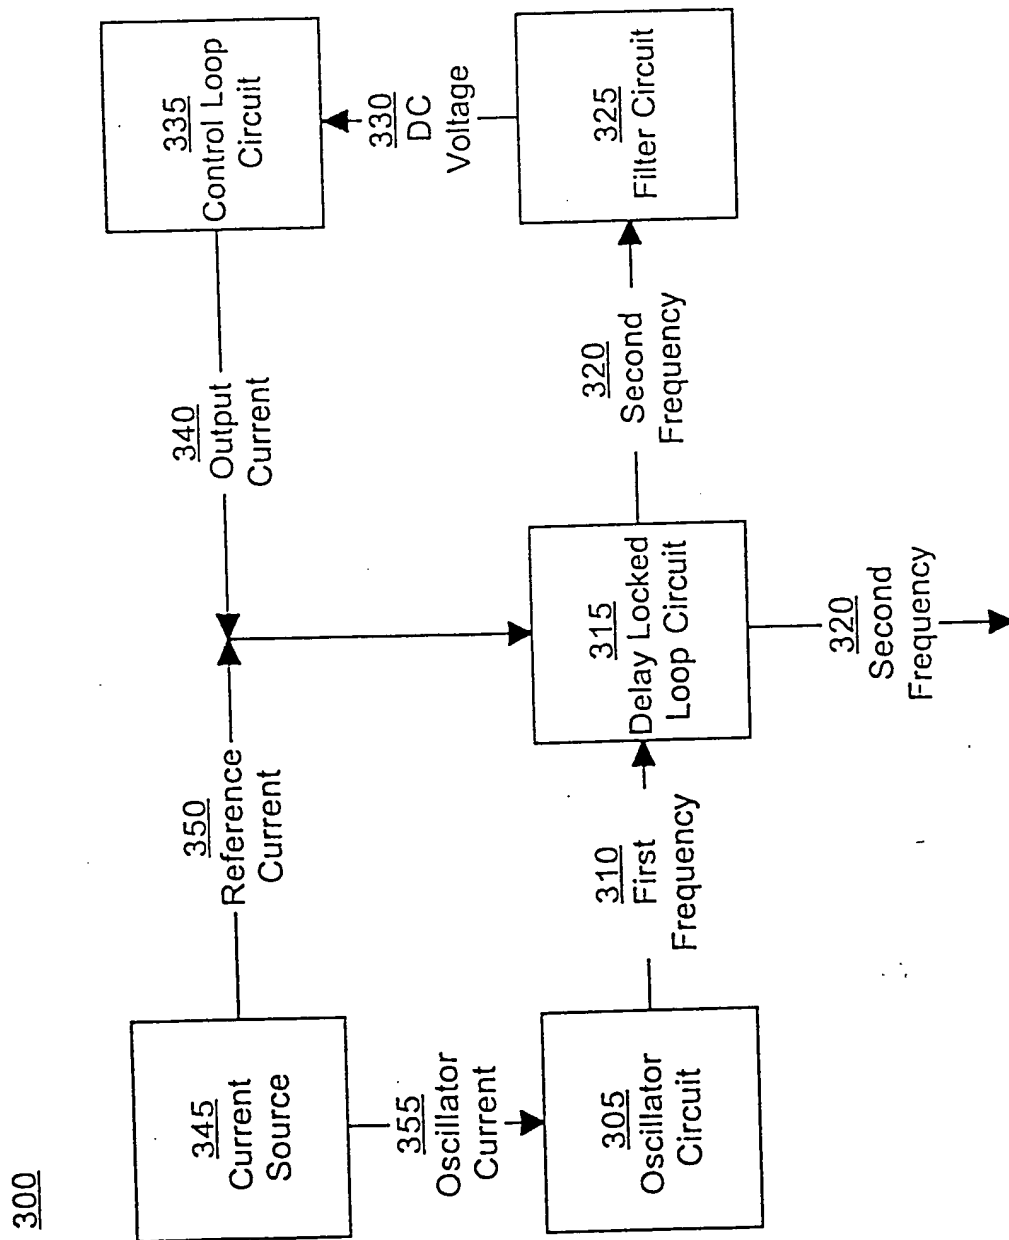 300
345
Current
Source
350
Reference
Current
340
Output
Current
335
Control Loop
Circuit
355
Oscillator
Current
330
DC
Voltage
305
Oscillator
Circuit
310
First
Frequency
315
Delay Locked
Loop Circuit
320
Second
Frequency
325
Filter Circuit
320
Second
Frequency